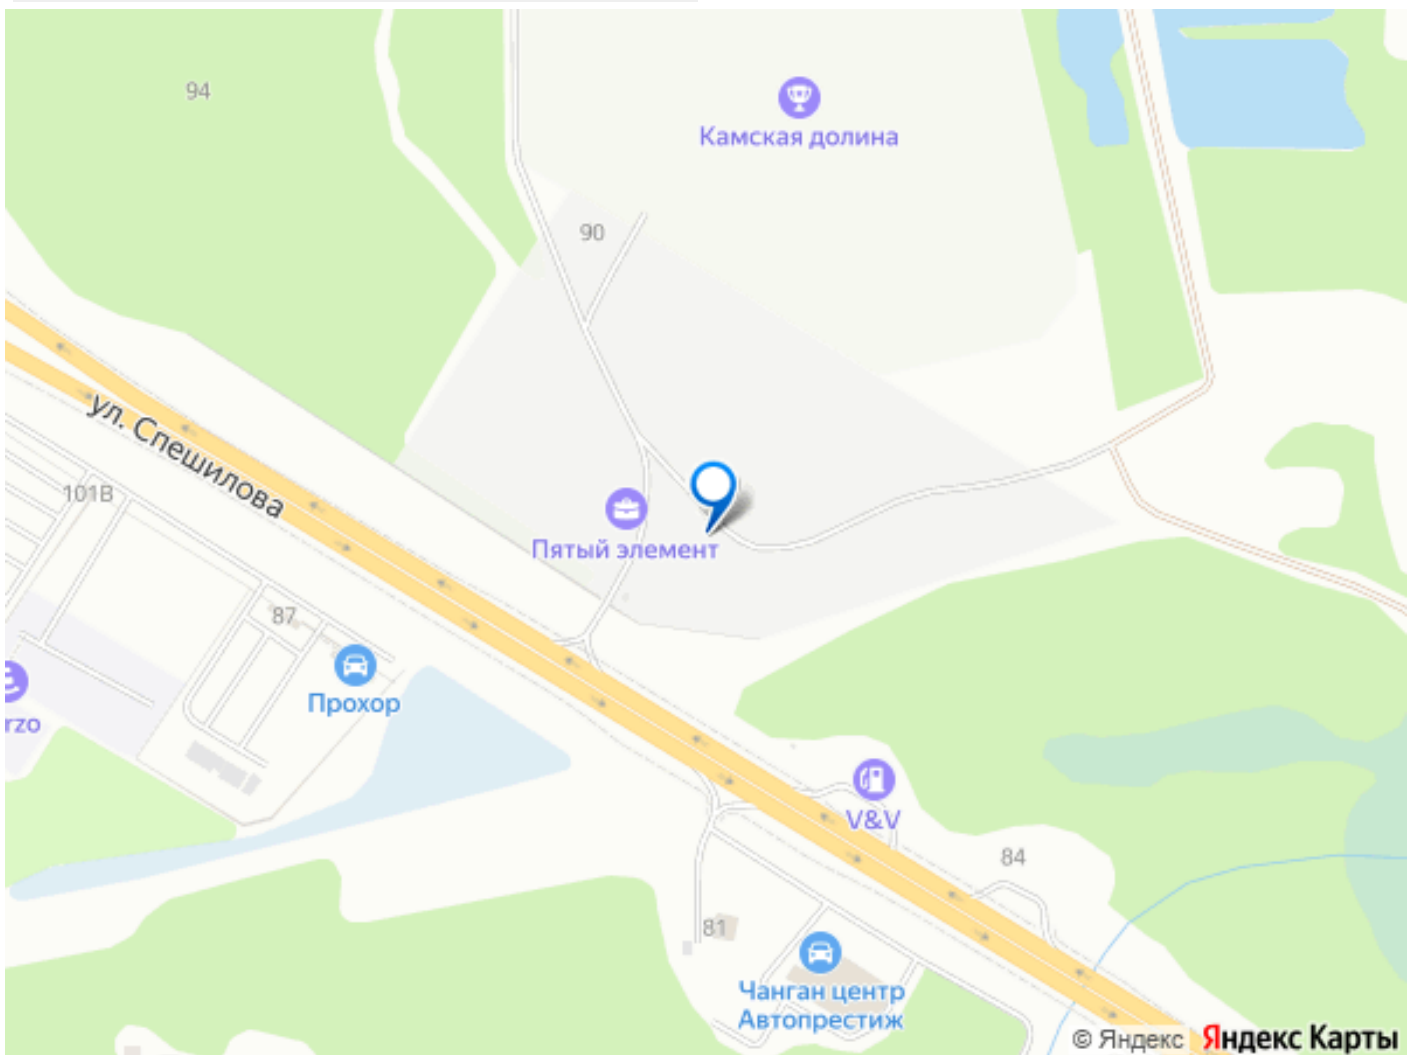 94
Камская долина
90
ул. Спешилова
101В
Пятый элемент
87
Прохор
rzo
V&V
84
81
Чанган центр
Автопрестиж
© Яндекс Яндекс Карты